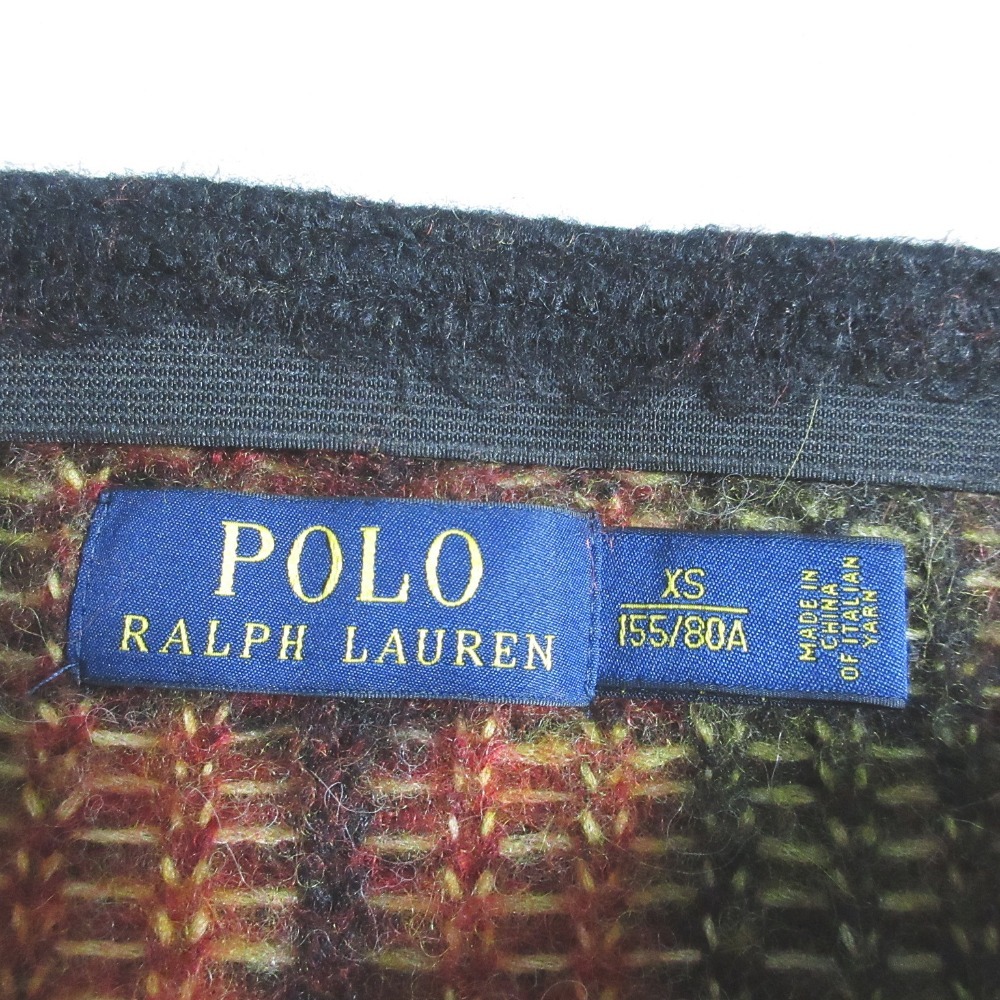 POLO
RALPH LAUREN
XS
155/80A
MADE IN
CHINA
OF ITALIAN
YARN